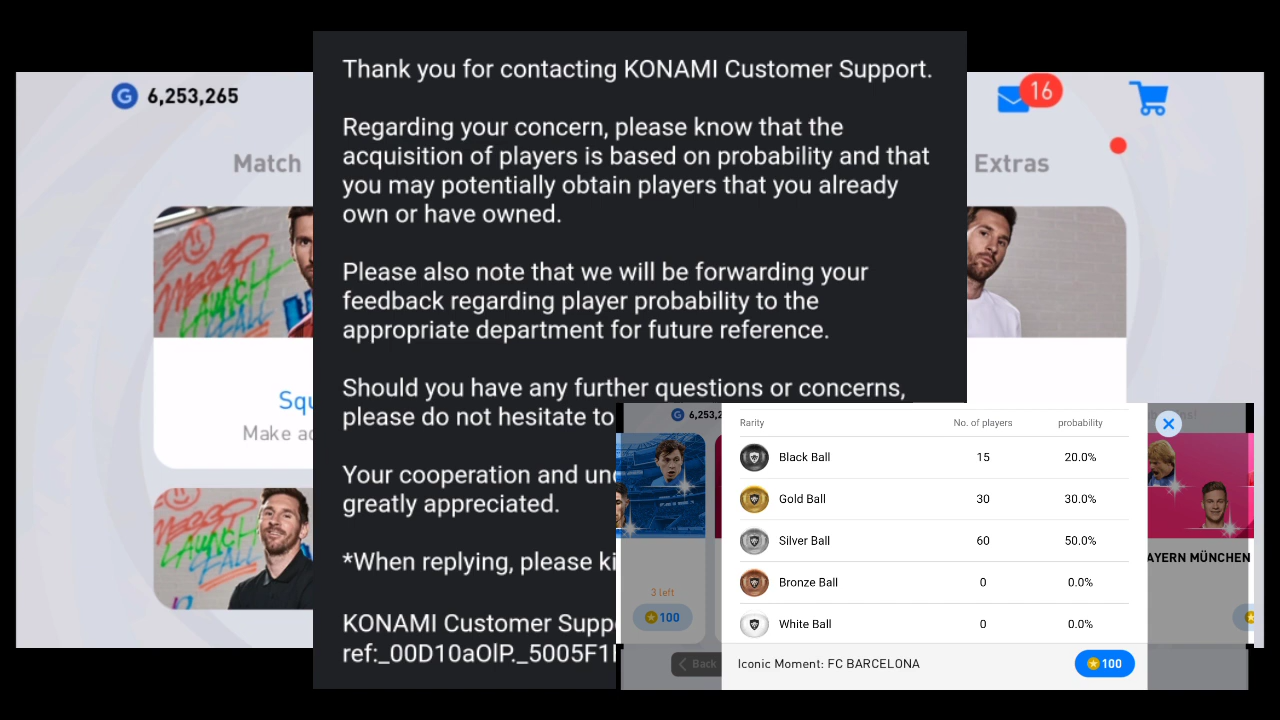 6,253,265
16
Match
Extras
Squ
Make ac
Thank you for contacting KONAMI Customer Support.
Regarding your concern, please know that the
acquisition of players is based on probability and that
you may potentially obtain players that you already
own or have owned.
Please also note that we will be forwarding your
feedback regarding player probability to the
appropriate department for future reference.
Should you have any further questions or concerns,
please do not hesitate to
Your cooperation and und
greatly appreciated.
*When replying, please ki
KONAMI Customer Suppo
ref:_00D10aOlP._5005F1
6,253,2
3 left
100
Back
Rarity No. of players probability
Black Ball 15 20.0%
Gold Ball 30 30.0%
Silver Ball 60 50.0%
Bronze Ball 0 0.0%
White Ball 0 0.0%
Iconic Moment: FC BARCELONA 100
AYERN MÜNCHEN